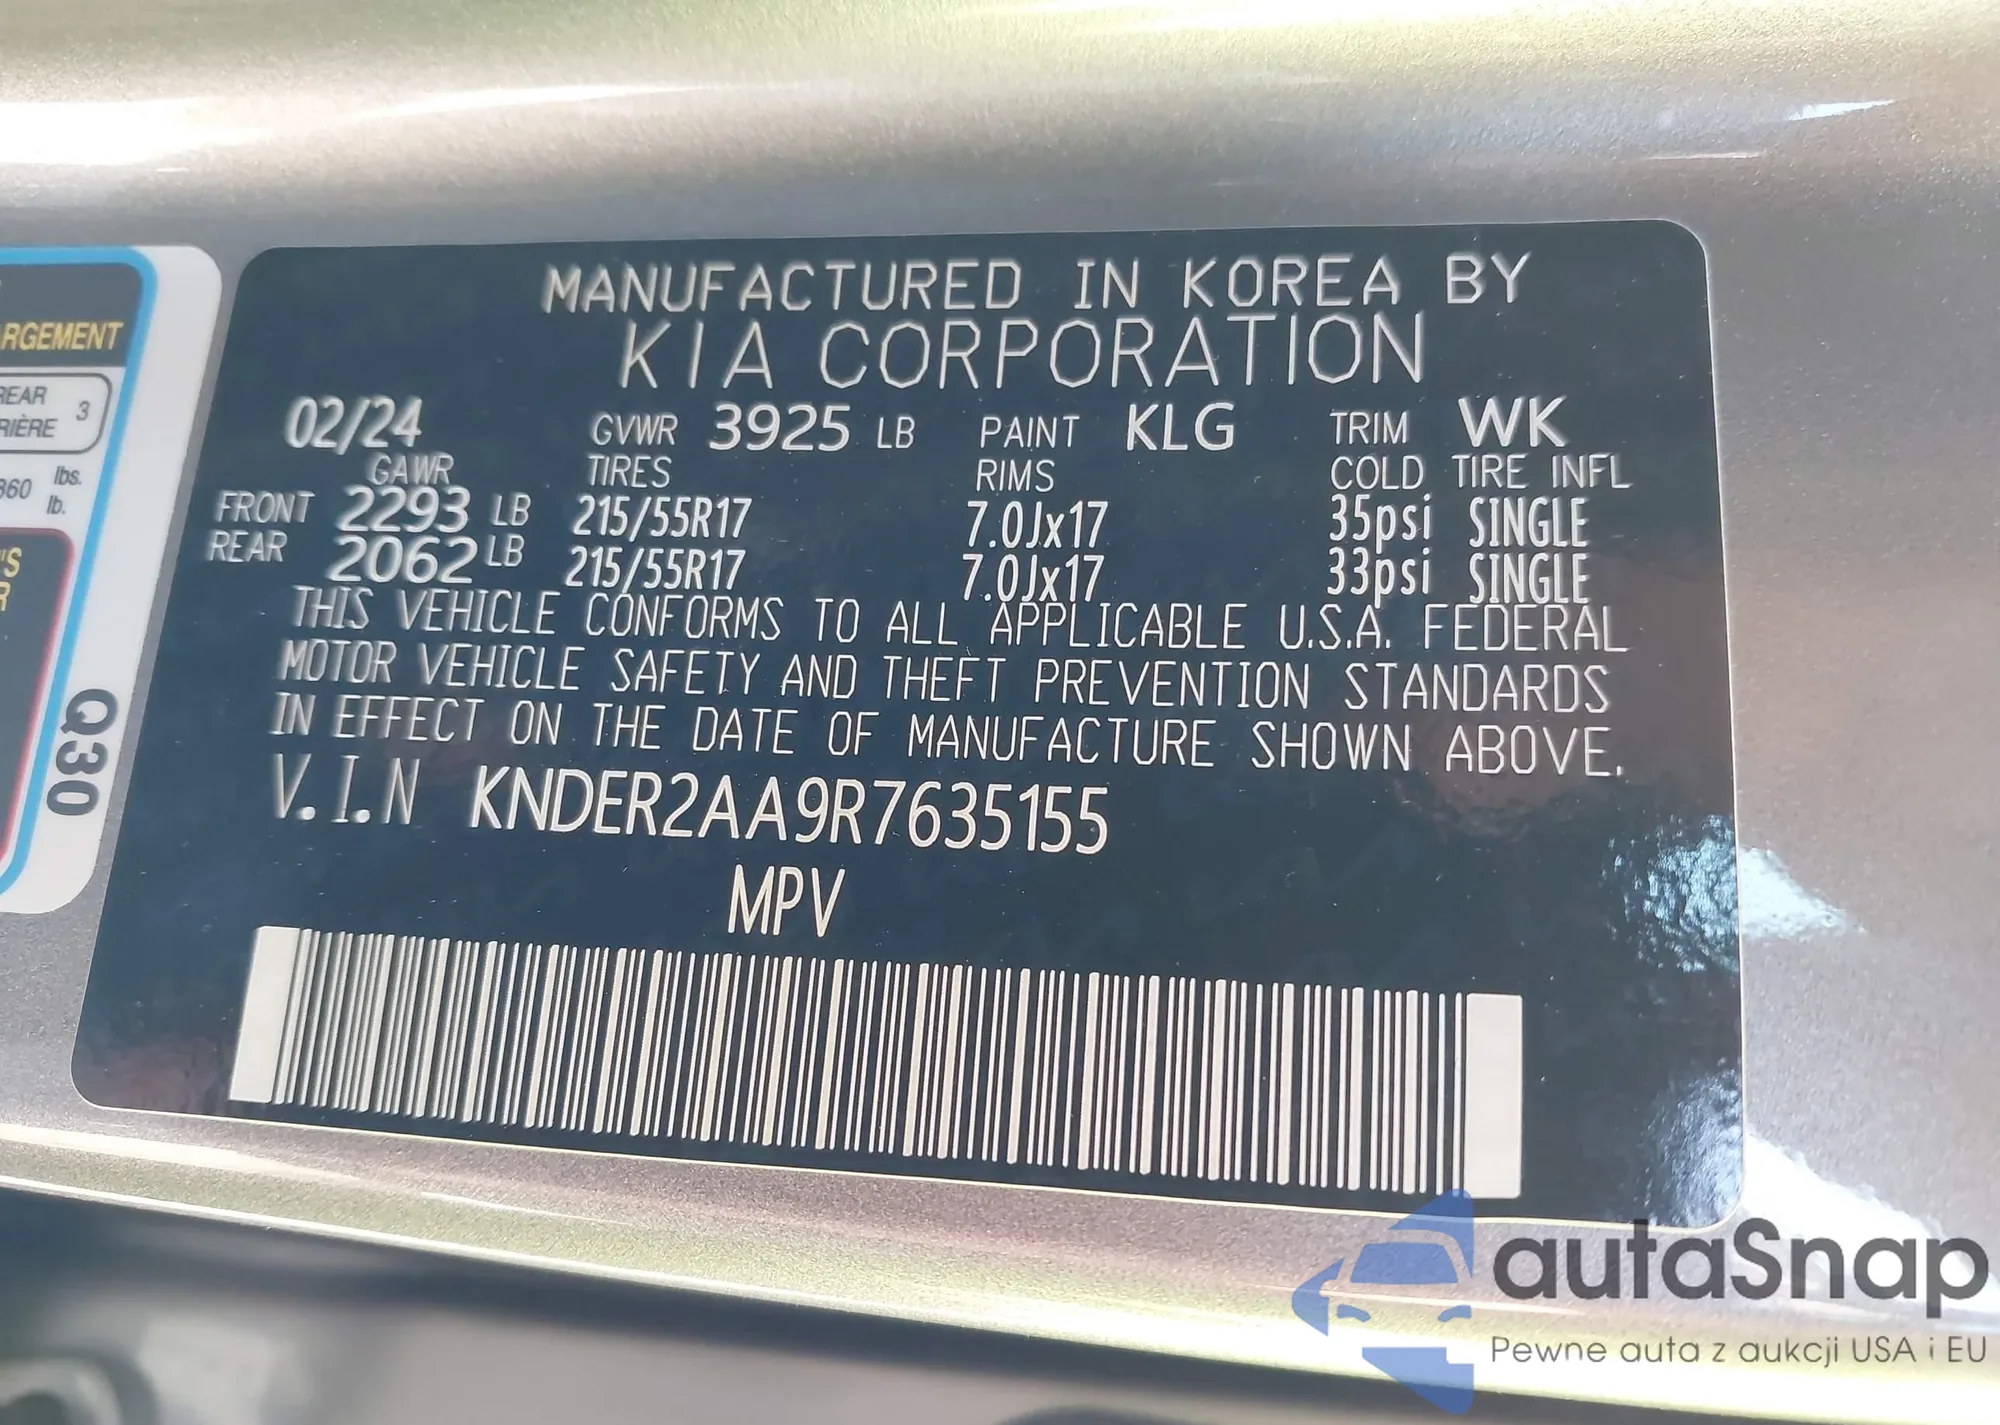 RGEMENT
REAR 3
RIÈRE
860 lbs.
lb.
'S
R
Q30
MANUFACTURED IN KOREA BY
KIA CORPORATION
02/24 GVWR 3925 LB PAINT KLG TRIM WK
GAWR TIRES RIMS COLD TIRE INFL
FRONT 2293 LB 215/55R17 7.0Jx17 35psi SINGLE
REAR 2062 LB 215/55R17 7.0Jx17 33psi SINGLE
THIS VEHICLE CONFORMS TO ALL APPLICABLE U.S.A. FEDERAL
MOTOR VEHICLE SAFETY AND THEFT PREVENTION STANDARDS
IN EFFECT ON THE DATE OF MANUFACTURE SHOWN ABOVE.
V.I.N KNDER2AA9R7635155
MPV
autaSnap
Pewne auta z aukcji USA i EU